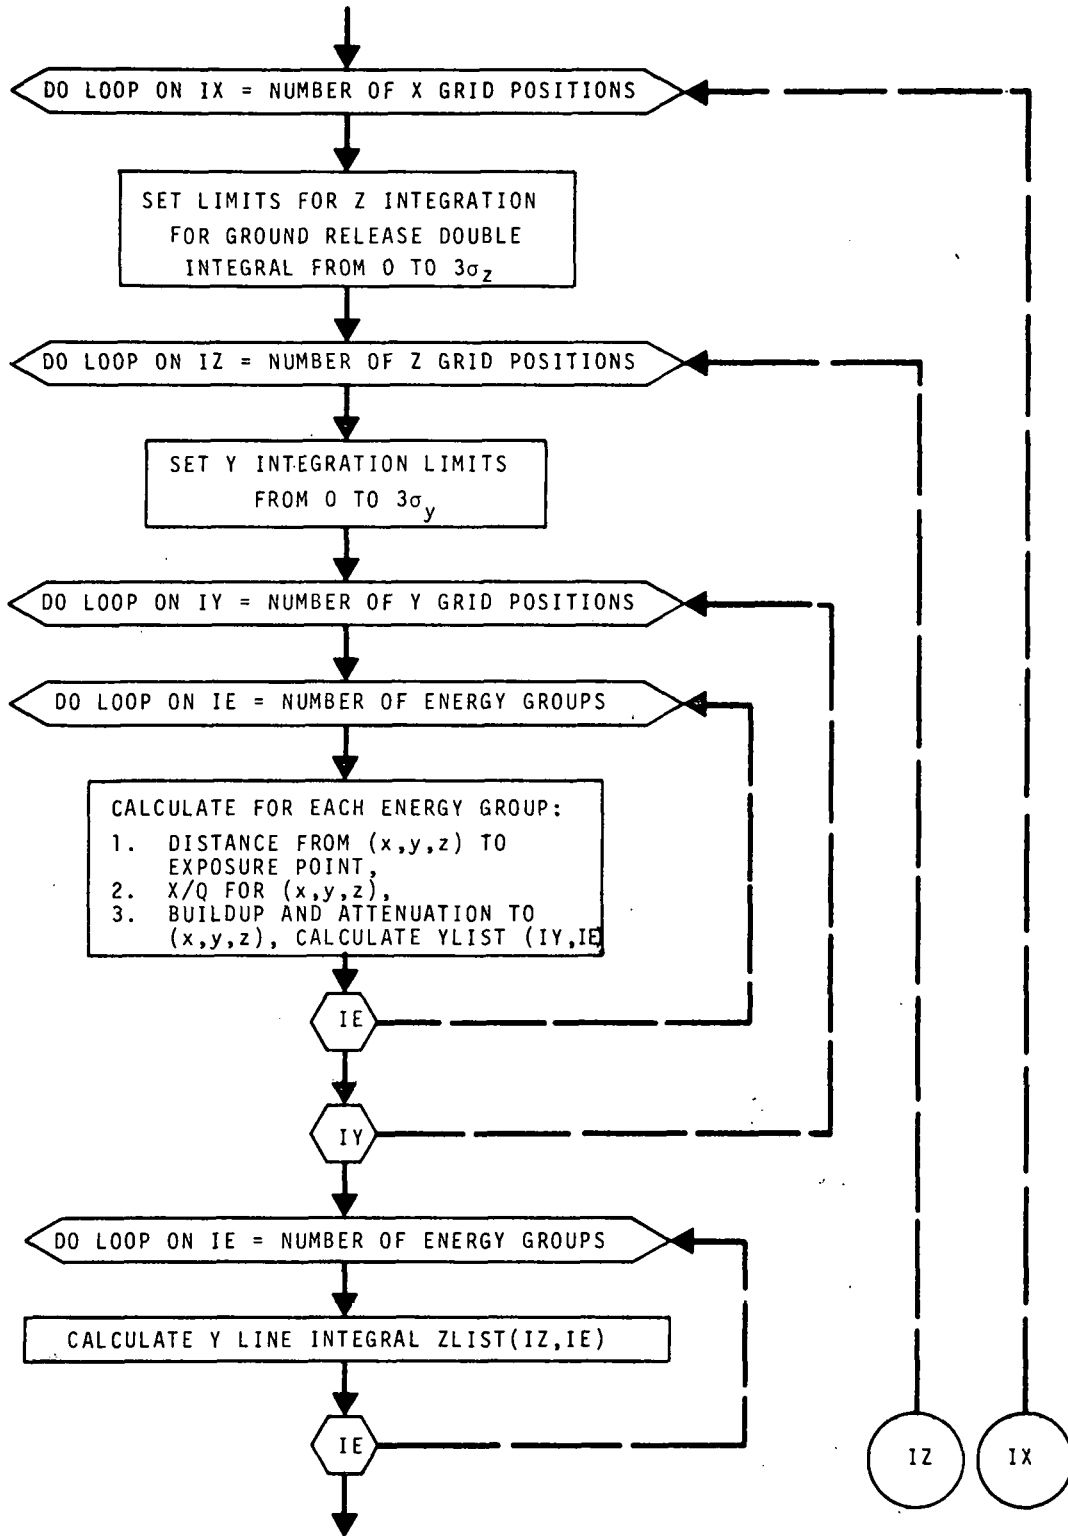 DO LOOP ON IX = NUMBER OF X GRID POSITIONS
SET LIMITS FOR Z INTEGRATION
FOR GROUND RELEASE DOUBLE
INTEGRAL FROM 0 TO 3σz
DO LOOP ON IZ = NUMBER OF Z GRID POSITIONS
SET Y INTEGRATION LIMITS
FROM 0 TO 3σy
DO LOOP ON IY = NUMBER OF Y GRID POSITIONS
DO LOOP ON IE = NUMBER OF ENERGY GROUPS
CALCULATE FOR EACH ENERGY GROUP:
1. DISTANCE FROM (x,y,z) TO
EXPOSURE POINT,
2. X/Q FOR (x,y,z),
3. BUILDUP AND ATTENUATION TO
(x,y,z), CALCULATE YLIST (IY,IE)
IE
IY
DO LOOP ON IE = NUMBER OF ENERGY GROUPS
CALCULATE Y LINE INTEGRAL ZLIST(IZ,IE)
IE
IZ
IX